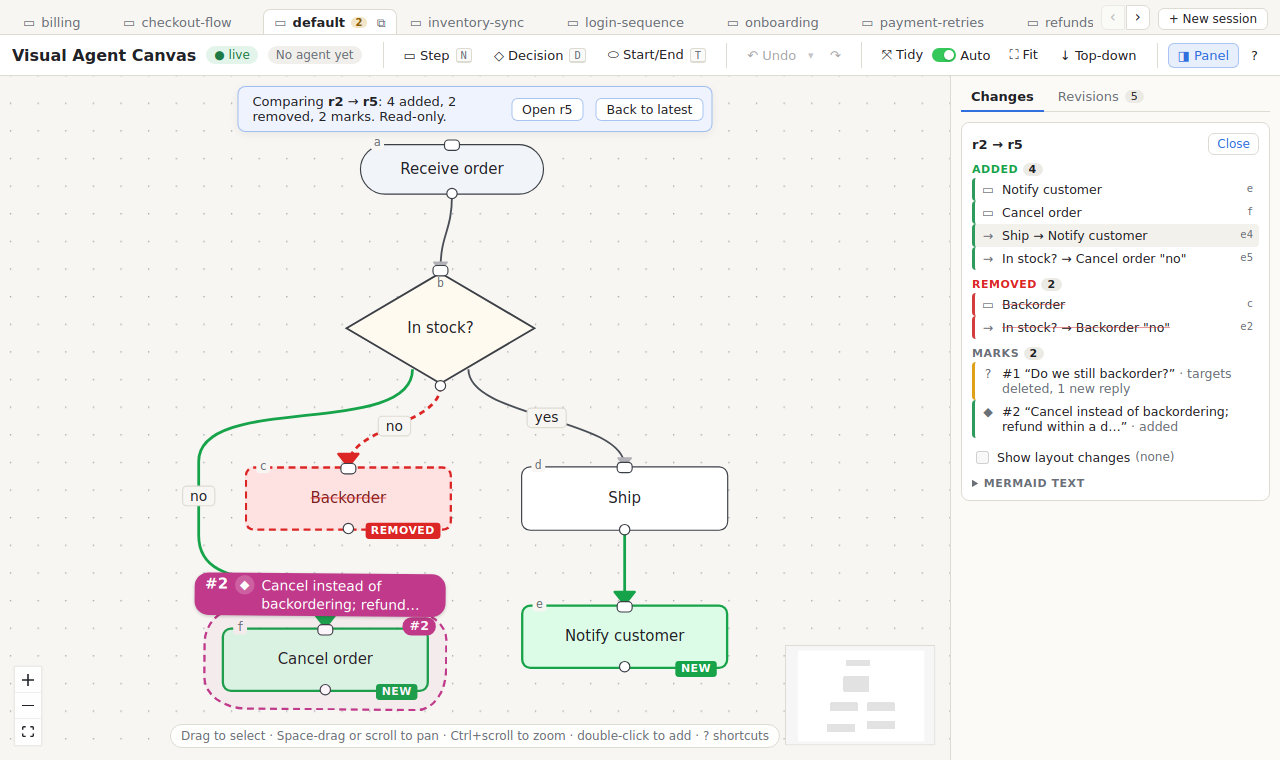 billing
checkout-flow
default 2
inventory-sync
login-sequence
onboarding
payment-retries
refunds
+ New session
Visual Agent Canvas
● live
No agent yet
Step N
Decision D
Start/End T
Undo
Tidy
Auto
Fit
↓ Top-down
Panel
?
Comparing r2 → r5: 4 added, 2
removed, 2 marks. Read-only.
Open r5
Back to latest
a
Receive order
b
In stock?
no
yes
no
c
Backorder
REMOVED
d
Ship
#2 ◆ Cancel instead of
backordering; refund…
#2
f
Cancel order
NEW
e
Notify customer
NEW
Drag to select · Space-drag or scroll to pan · Ctrl+scroll to zoom · double-click to add · ? shortcuts
Changes
Revisions 5
r2 → r5
Close
ADDED 4
Notify customer e
Cancel order f
→ Ship → Notify customer e4
→ In stock? → Cancel order "no" e5
REMOVED 2
Backorder c
→ In stock? → Backorder "no" e2
MARKS 2
? #1 “Do we still backorder?” · targets
deleted, 1 new reply
◆ #2 “Cancel instead of backordering;
refund within a d…” · added
Show layout changes (none)
MERMAID TEXT